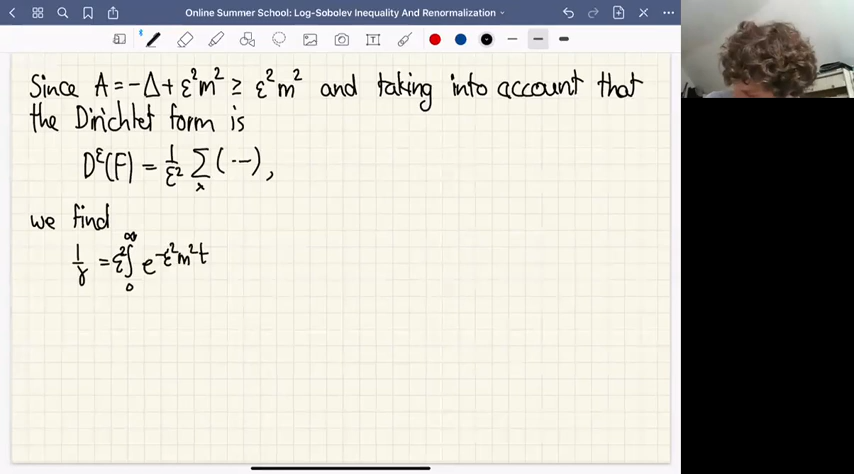 Online Summer School: Log-Sobolev Inequality And Renormalization
Since A = -Δ + ε²m² ≥ ε²m² and taking into account that
the Dirichlet form is
D^ε(F) = 1/ε² ∑_x (---),
we find
1/γ = ε² ∫_0^∞ e^{-ε²m²t}